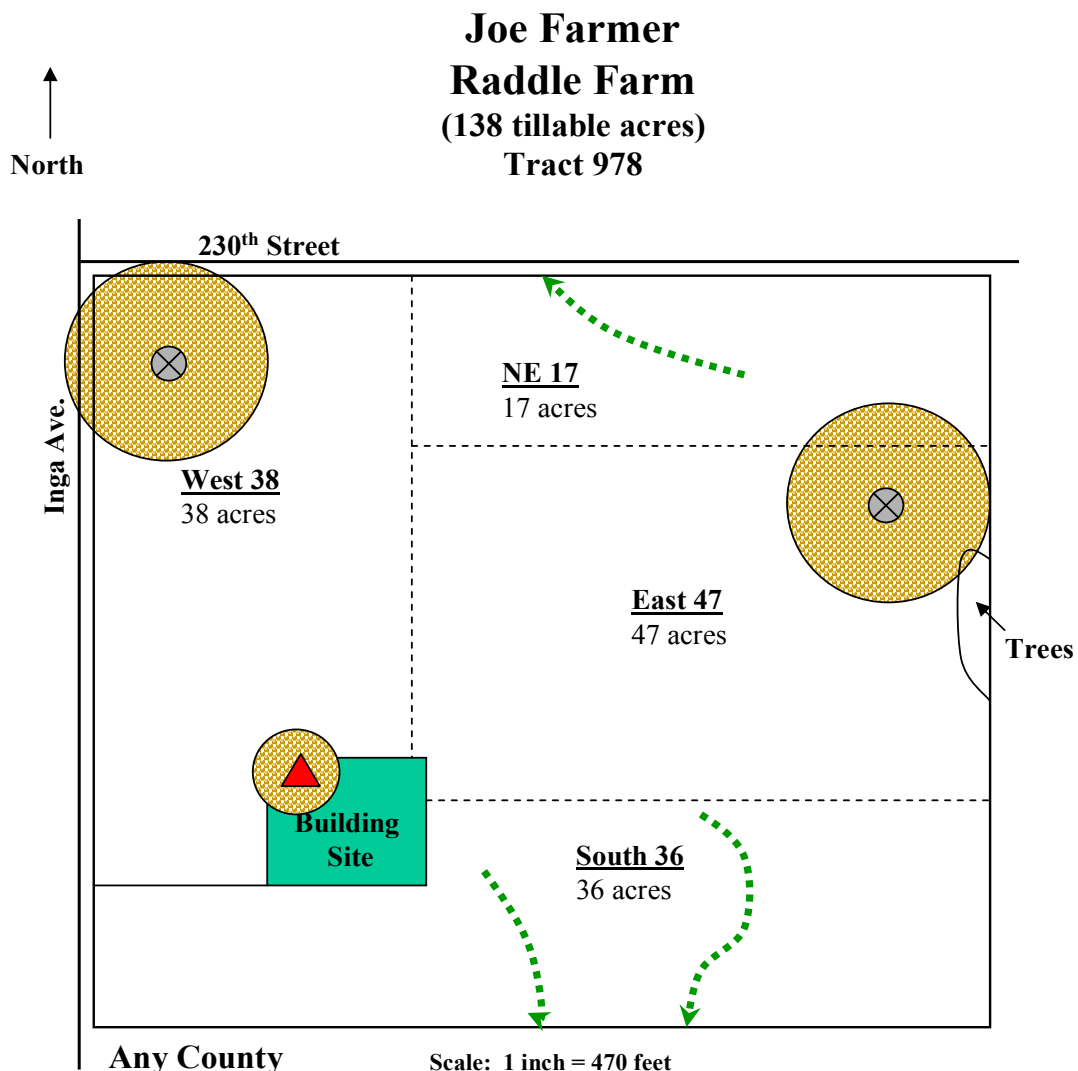 Joe Farmer
Raddle Farm
(138 tillable acres)
Tract 978
North
230th Street
Inga Ave.
NE 17
17 acres
West 38
38 acres
East 47
47 acres
Trees
Building
Site
South 36
36 acres
Any County
Scale: 1 inch = 470 feet